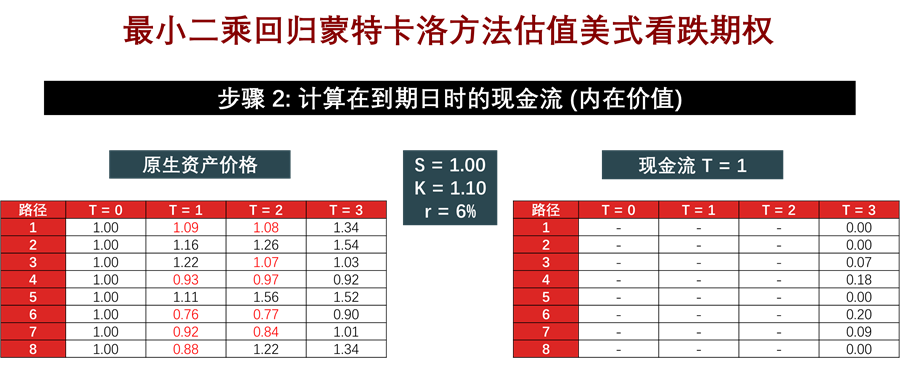 最小二乘回归蒙特卡洛方法估值美式看跌期权
步骤 2: 计算在到期日时的现金流 (内在价值)
原生资产价格
S = 1.00
K = 1.10
r = 6%
现金流 T = 1
路径 T = 0 T = 1 T = 2 T = 3
1 1.00 1.09 1.08 1.34
2 1.00 1.16 1.26 1.54
3 1.00 1.22 1.07 1.03
4 1.00 0.93 0.97 0.92
5 1.00 1.11 1.56 1.52
6 1.00 0.76 0.77 0.90
7 1.00 0.92 0.84 1.01
8 1.00 0.88 1.22 1.34
路径 T = 0 T = 1 T = 2 T = 3
1 - - - 0.00
2 - - - 0.00
3 - - - 0.07
4 - - - 0.18
5 - - - 0.00
6 - - - 0.20
7 - - - 0.09
8 - - - 0.00